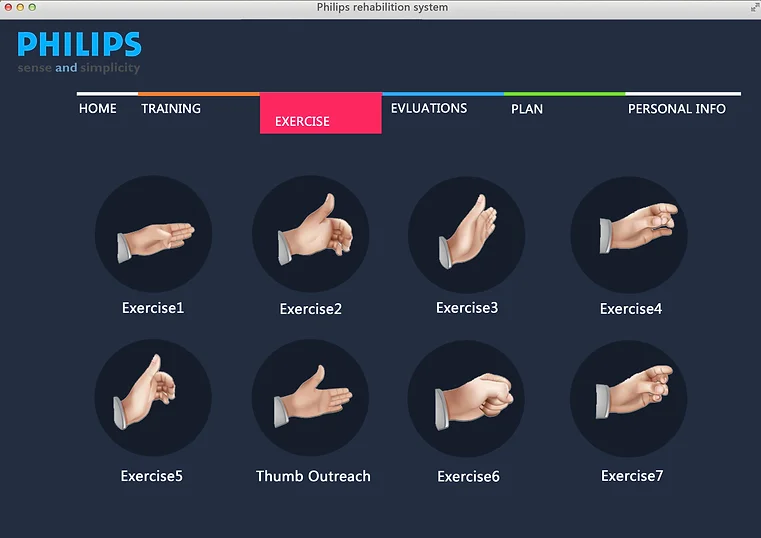 Philips rehabilition system
PHILIPS
sense and simplicity
HOME TRAINING EXERCISE EVLUATIONS PLAN PERSONAL INFO
Exercise1 Exercise2 Exercise3 Exercise4
Exercise5 Thumb Outreach Exercise6 Exercise7